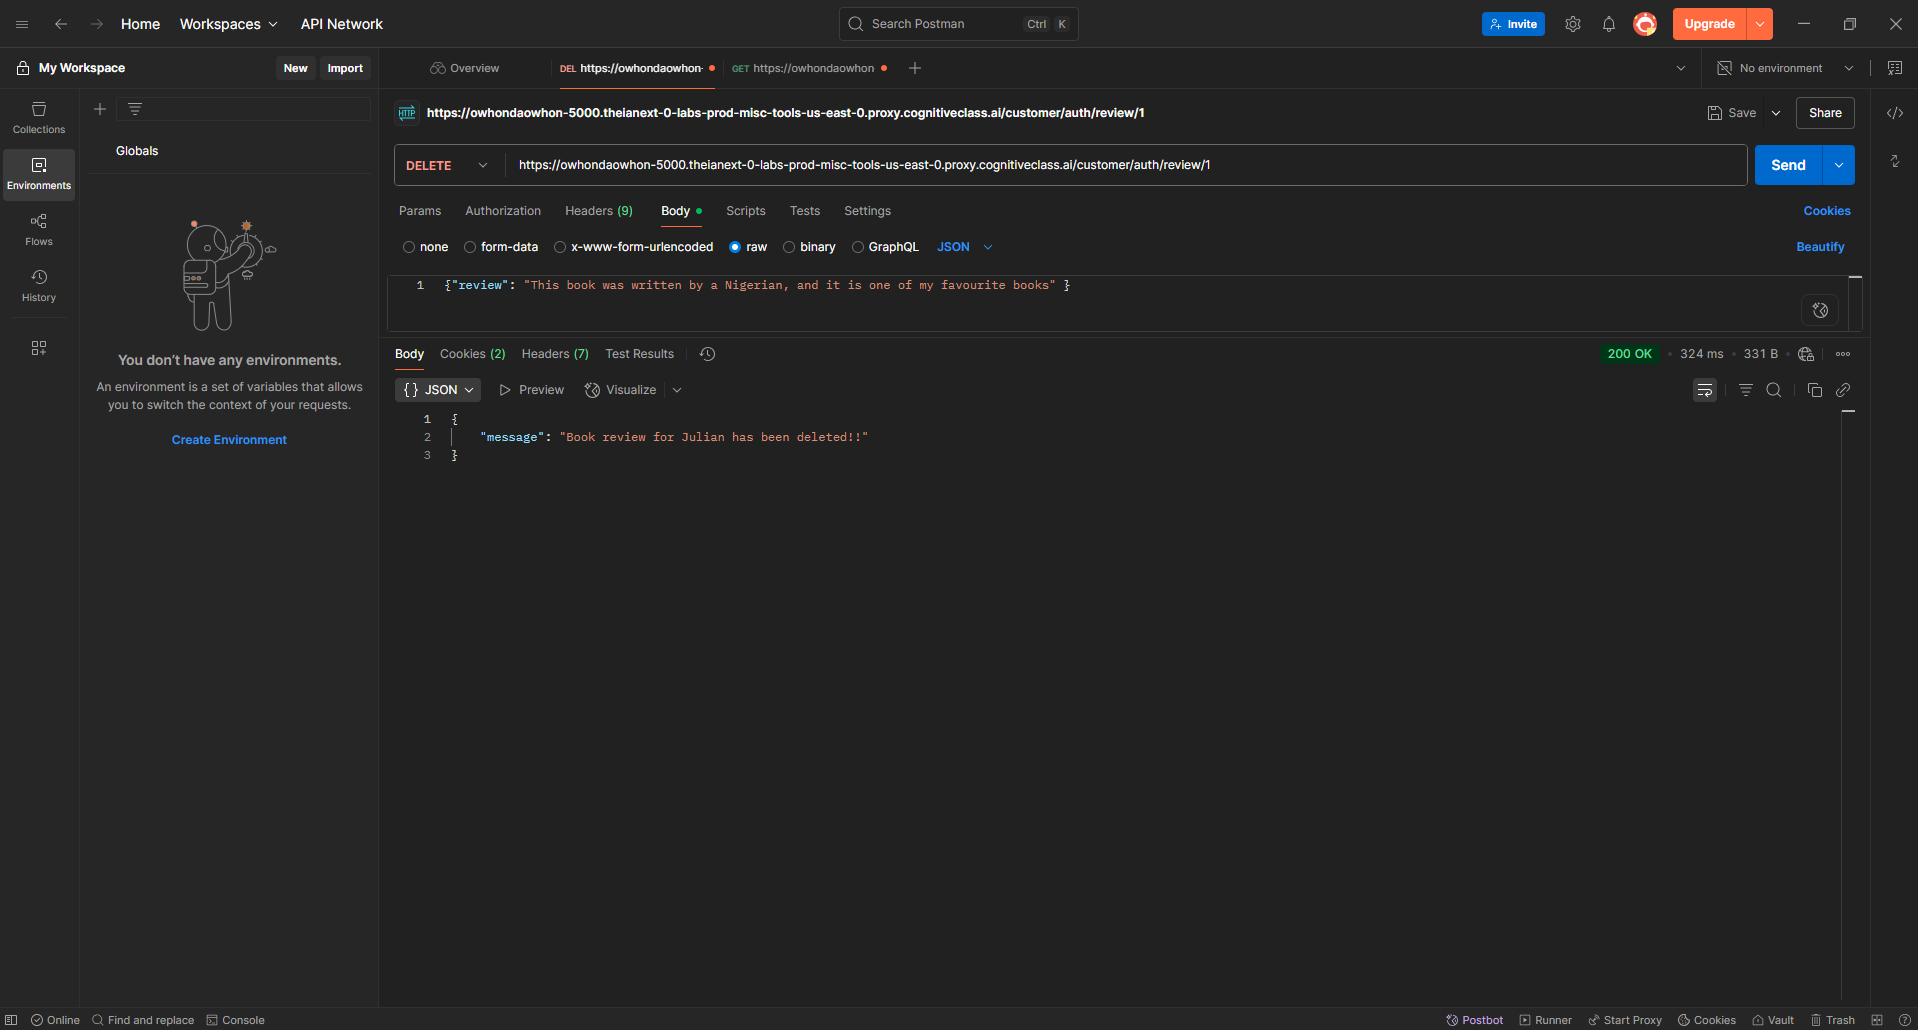 Home Workspaces API Network Search Postman Ctrl K Invite Upgrade
My Workspace New Import Overview DEL https://owhondaowhon- GET https://owhondaowhon No environment
Collections
Environments
Flows
History
Globals
You don’t have any environments.
An environment is a set of variables that allows
you to switch the context of your requests.
Create Environment
HTTP https://owhondaowhon-5000.theianext-0-labs-prod-misc-tools-us-east-0.proxy.cognitiveclass.ai/customer/auth/review/1 Save Share
DELETE https://owhondaowhon-5000.theianext-0-labs-prod-misc-tools-us-east-0.proxy.cognitiveclass.ai/customer/auth/review/1 Send
Params Authorization Headers (9) Body Scripts Tests Settings Cookies
none form-data x-www-form-urlencoded raw binary GraphQL JSON Beautify
1 {"review": "This book was written by a Nigerian, and it is one of my favourite books" }
Body Cookies (2) Headers (7) Test Results 200 OK • 324 ms • 331 B •
{} JSON Preview Visualize
1 {
2 "message": "Book review for Julian has been deleted!!"
3 }
Online Find and replace Console Postbot Runner Start Proxy Cookies Vault Trash